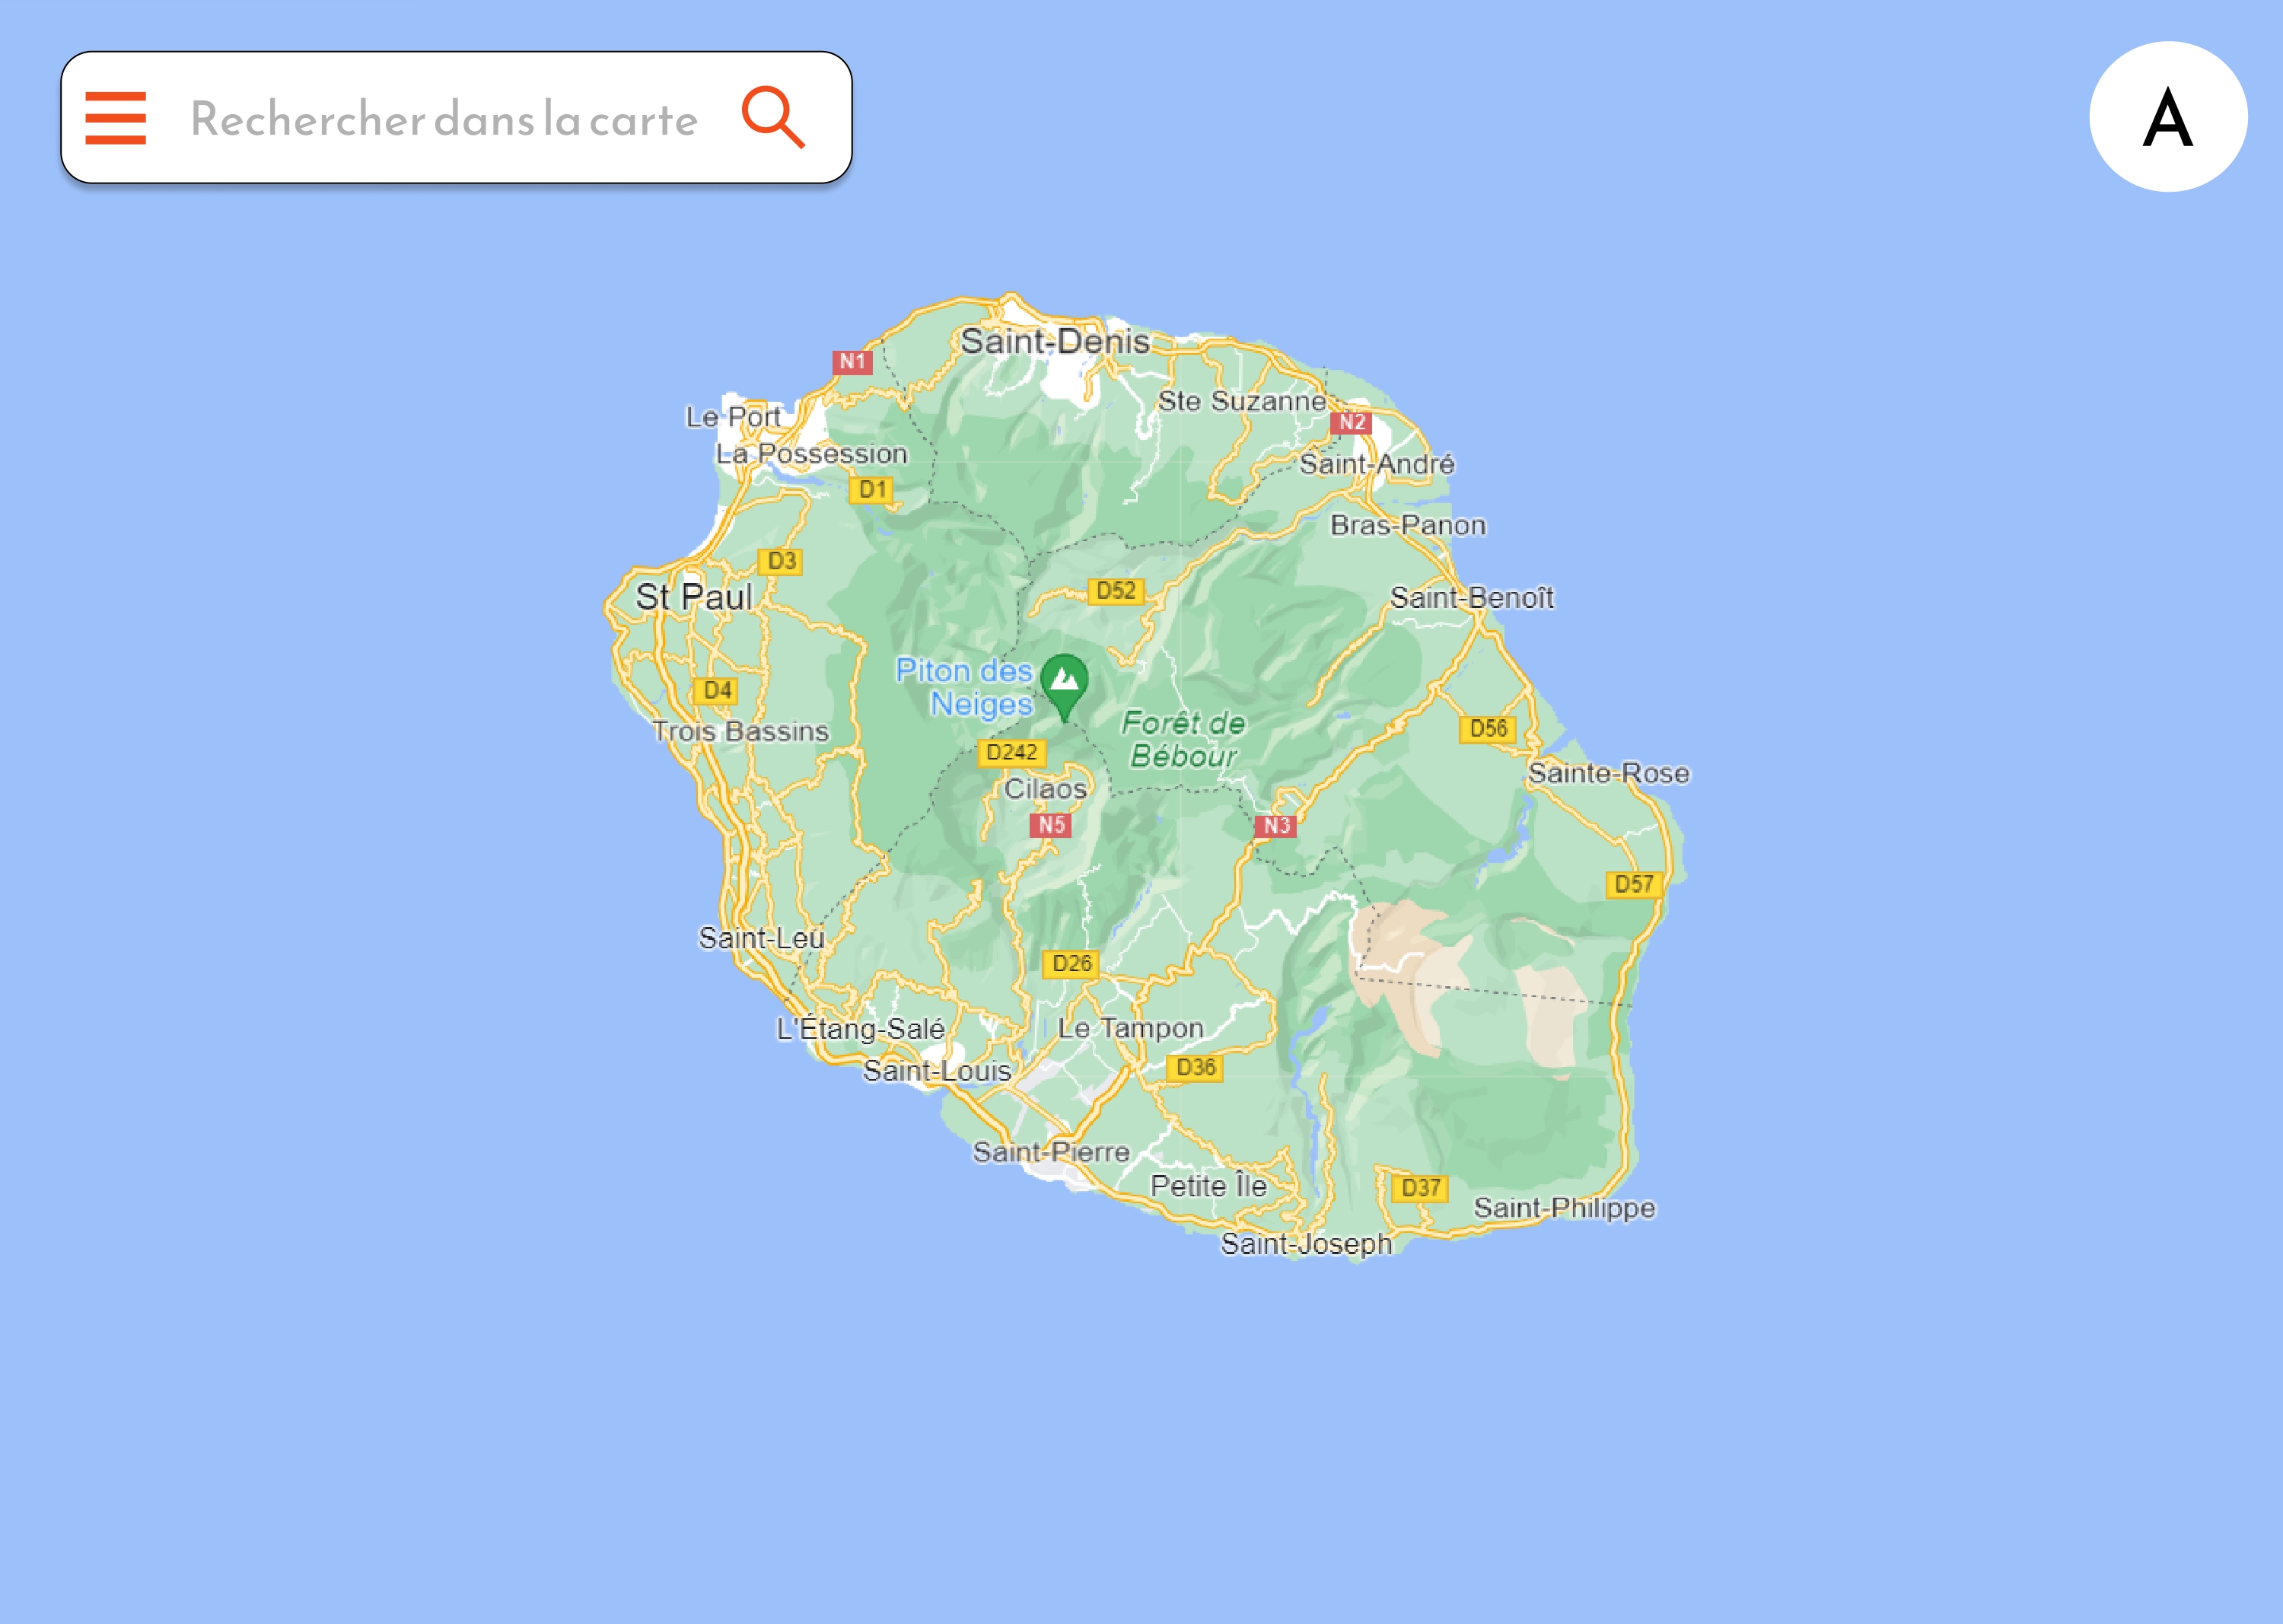 Rechercher dans la carte
A
Saint-Denis
N1
Ste Suzanne
Le Port
N2
La Possession
Saint-André
D1
Bras-Panon
D3
D52
St Paul
Saint-Benoît
Piton des
Neiges
D4
Forêt de
Bébour
Trois Bassins
D56
D242
Sainte-Rose
Cilaos
N5
N3
D57
Saint-Leu
D26
L'Étang-Salé
Le Tampon
Saint-Louis
D36
Saint-Pierre
Petite Île
D37
Saint-Philippe
Saint-Joseph